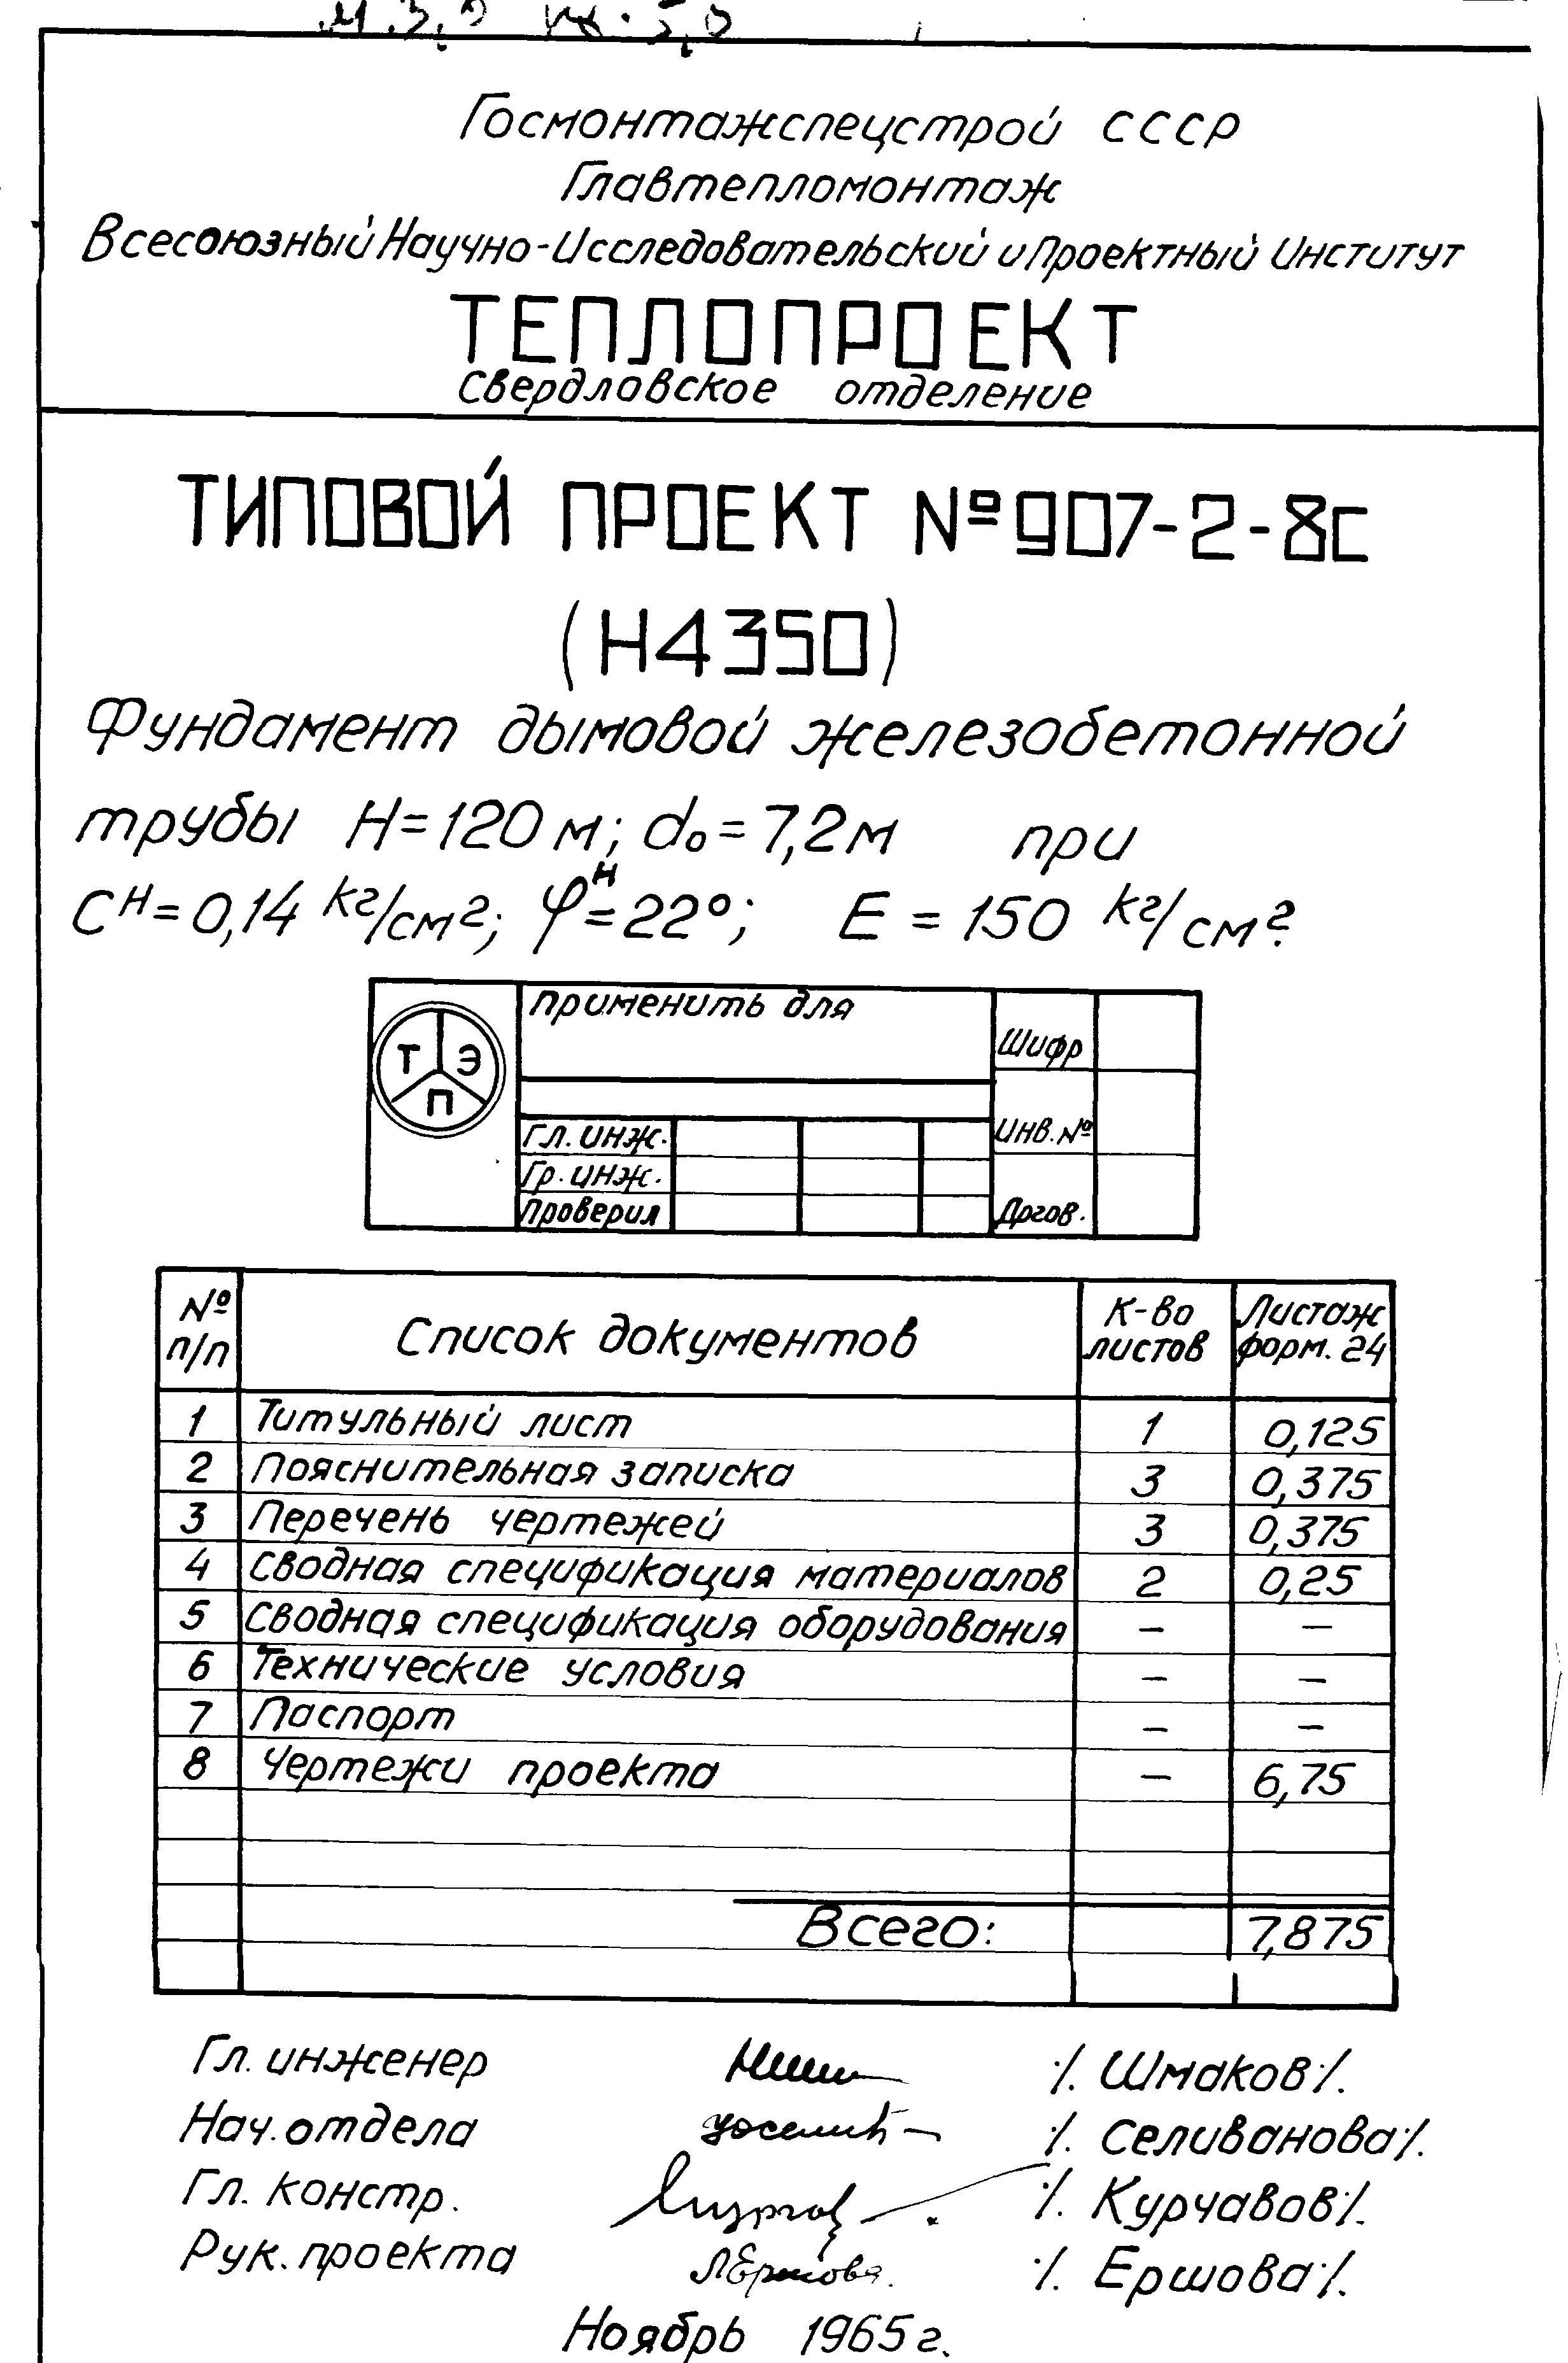 Госмонтажспецстрой СССР
Главтепломонтаж
Всесоюзный Научно-Исследовательский и Проектный Институт
ТЕПЛОПРОЕКТ
Свердловское отделение
ТИПОВОЙ ПРОЕКТ №907-2-8С
(Н4350)
Фундамент дымовой железобетонной
трубы H=120 м; d₀=7,2м при
Cᴴ=0,14 кг/см²; φᴴ=22°; E=150 кг/см²
применить для
Шифр
Т Э
П
Гл. инж.
Инв. №
Гр. инж.
Проверил
Дргов.
№ п/п Список документов К-во листов Листаж форм. 24
1 Титульный лист 1 0,125
2 Пояснительная записка 3 0,375
3 Перечень чертежей 3 0,375
4 Сводная спецификация материалов 2 0,25
5 Сводная спецификация оборудования – –
6 Технические условия – –
7 Паспорт – –
8 Чертежи проекта – 6,75
Всего: 7,875
Гл. инженер ⁒. Шмаков⁒.
Нач. отдела ⁒. Селиванова⁒.
Гл. констр. ⁒. Курчавов⁒.
Рук. проекта ЛЕршова ⁒. Ершова⁒.
Ноябрь 1965 г.